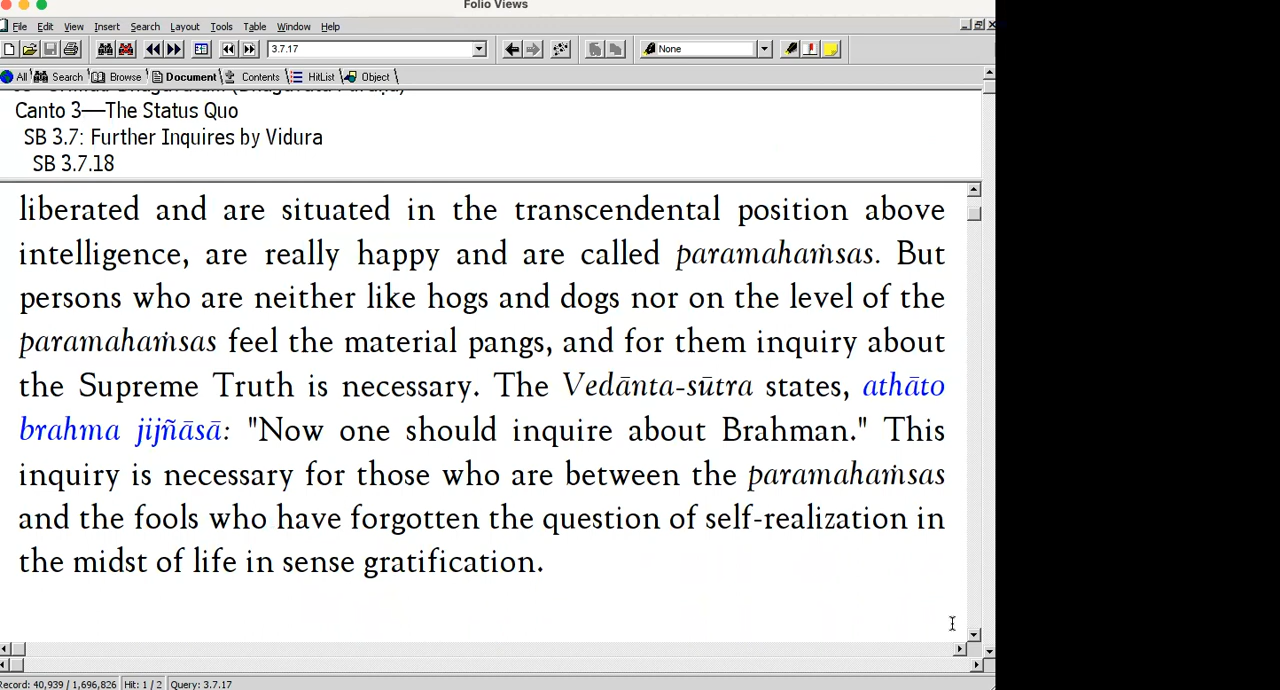 Folio Views
File Edit View Insert Search Layout Tools Table Window Help
3.7.17
None
All Search Browse Document Contents HitList Object
Canto 3—The Status Quo
SB 3.7: Further Inquires by Vidura
SB 3.7.18
liberated and are situated in the transcendental position above
intelligence, are really happy and are called paramahaṁsas. But
persons who are neither like hogs and dogs nor on the level of the
paramahaṁsas feel the material pangs, and for them inquiry about
the Supreme Truth is necessary. The Vedānta-sūtra states, athāto
brahma jijñāsā: "Now one should inquire about Brahman." This
inquiry is necessary for those who are between the paramahaṁsas
and the fools who have forgotten the question of self-realization in
the midst of life in sense gratification.
Record: 40,939 / 1,696,826 Hit: 1 / 2 Query: 3.7.17